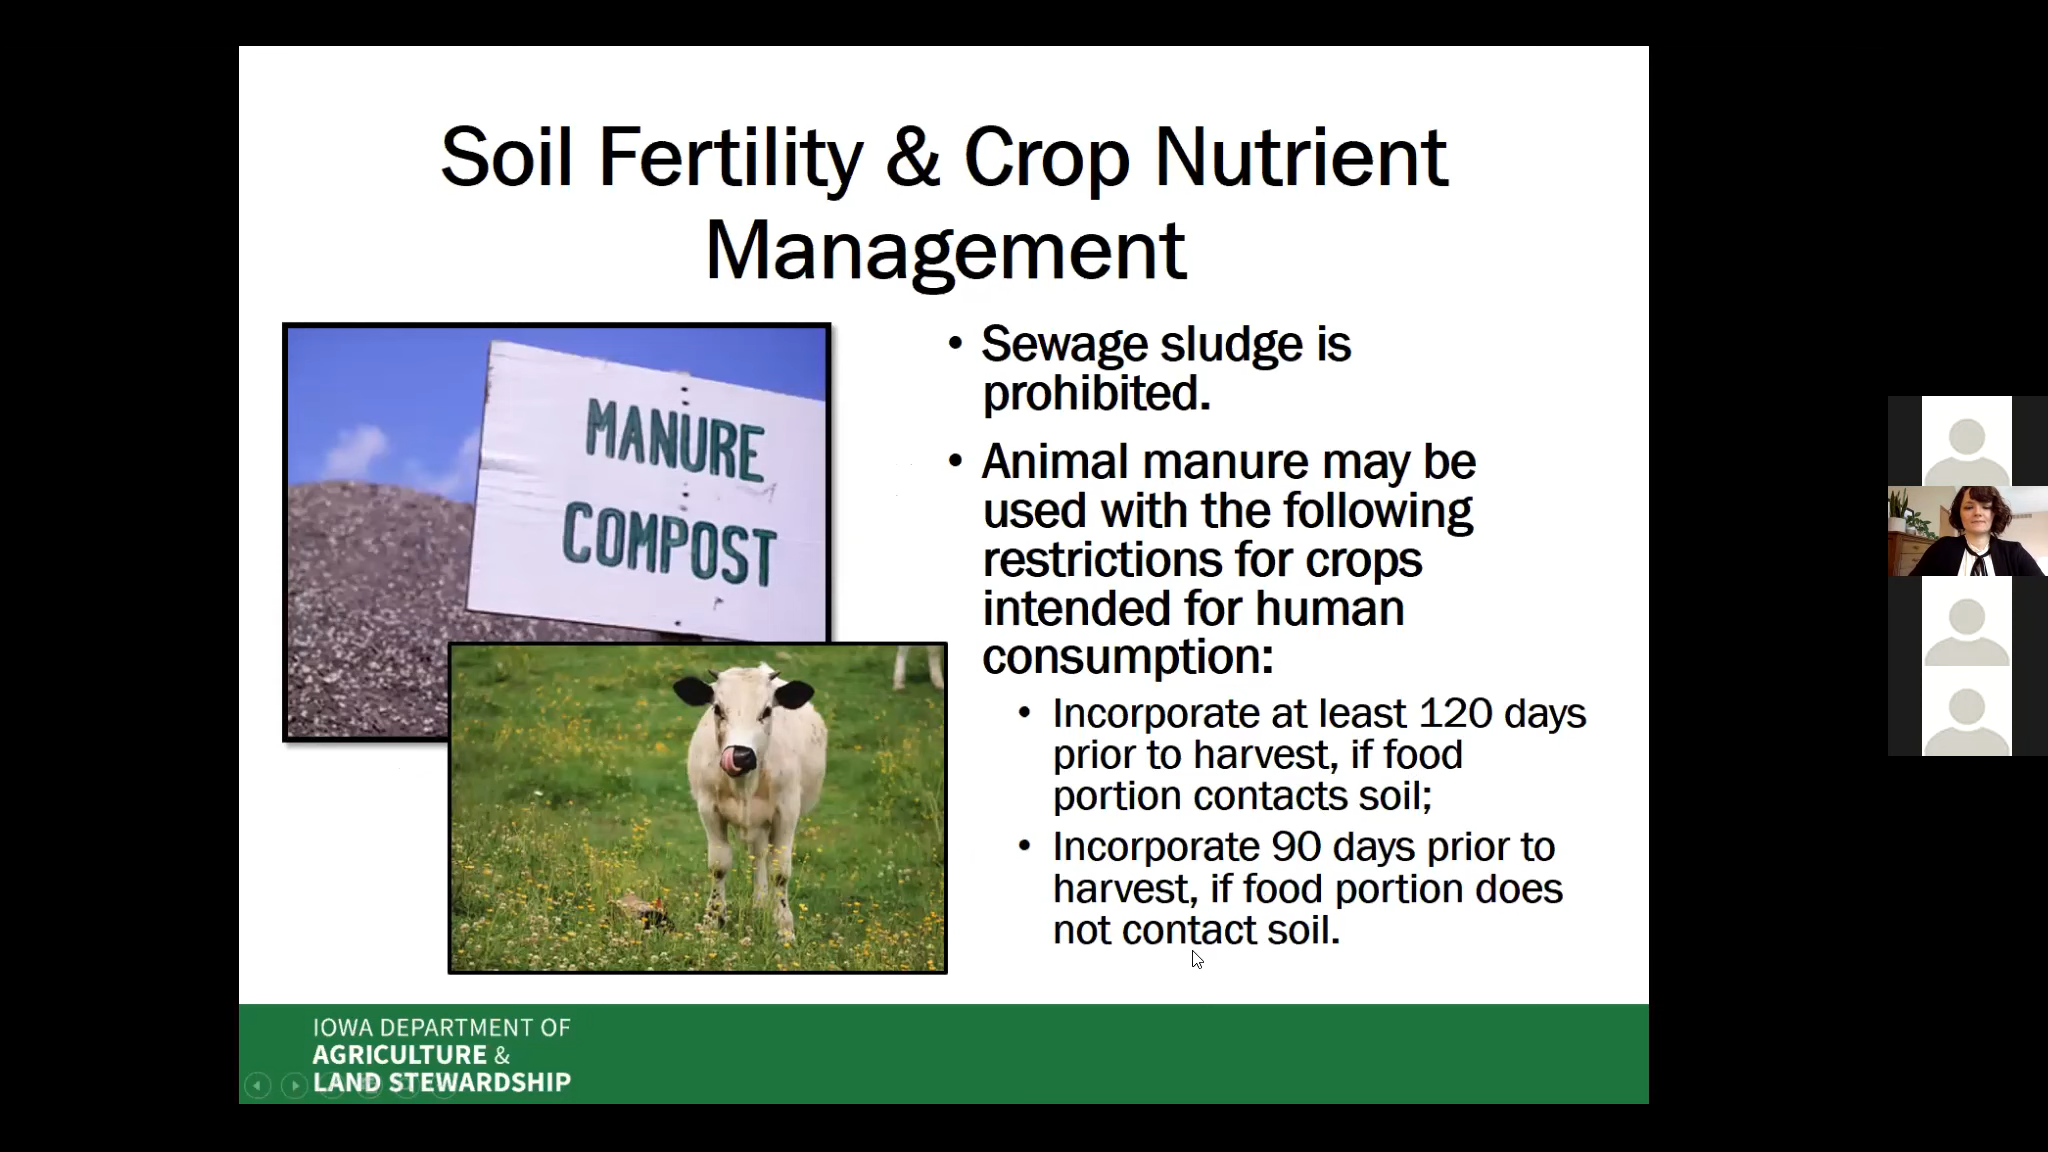 Soil Fertility & Crop Nutrient
Management
MANURE
COMPOST
• Sewage sludge is
prohibited.
• Animal manure may be
used with the following
restrictions for crops
intended for human
consumption:
• Incorporate at least 120 days
prior to harvest, if food
portion contacts soil;
• Incorporate 90 days prior to
harvest, if food portion does
not contact soil.
IOWA DEPARTMENT OF
AGRICULTURE &
LAND STEWARDSHIP